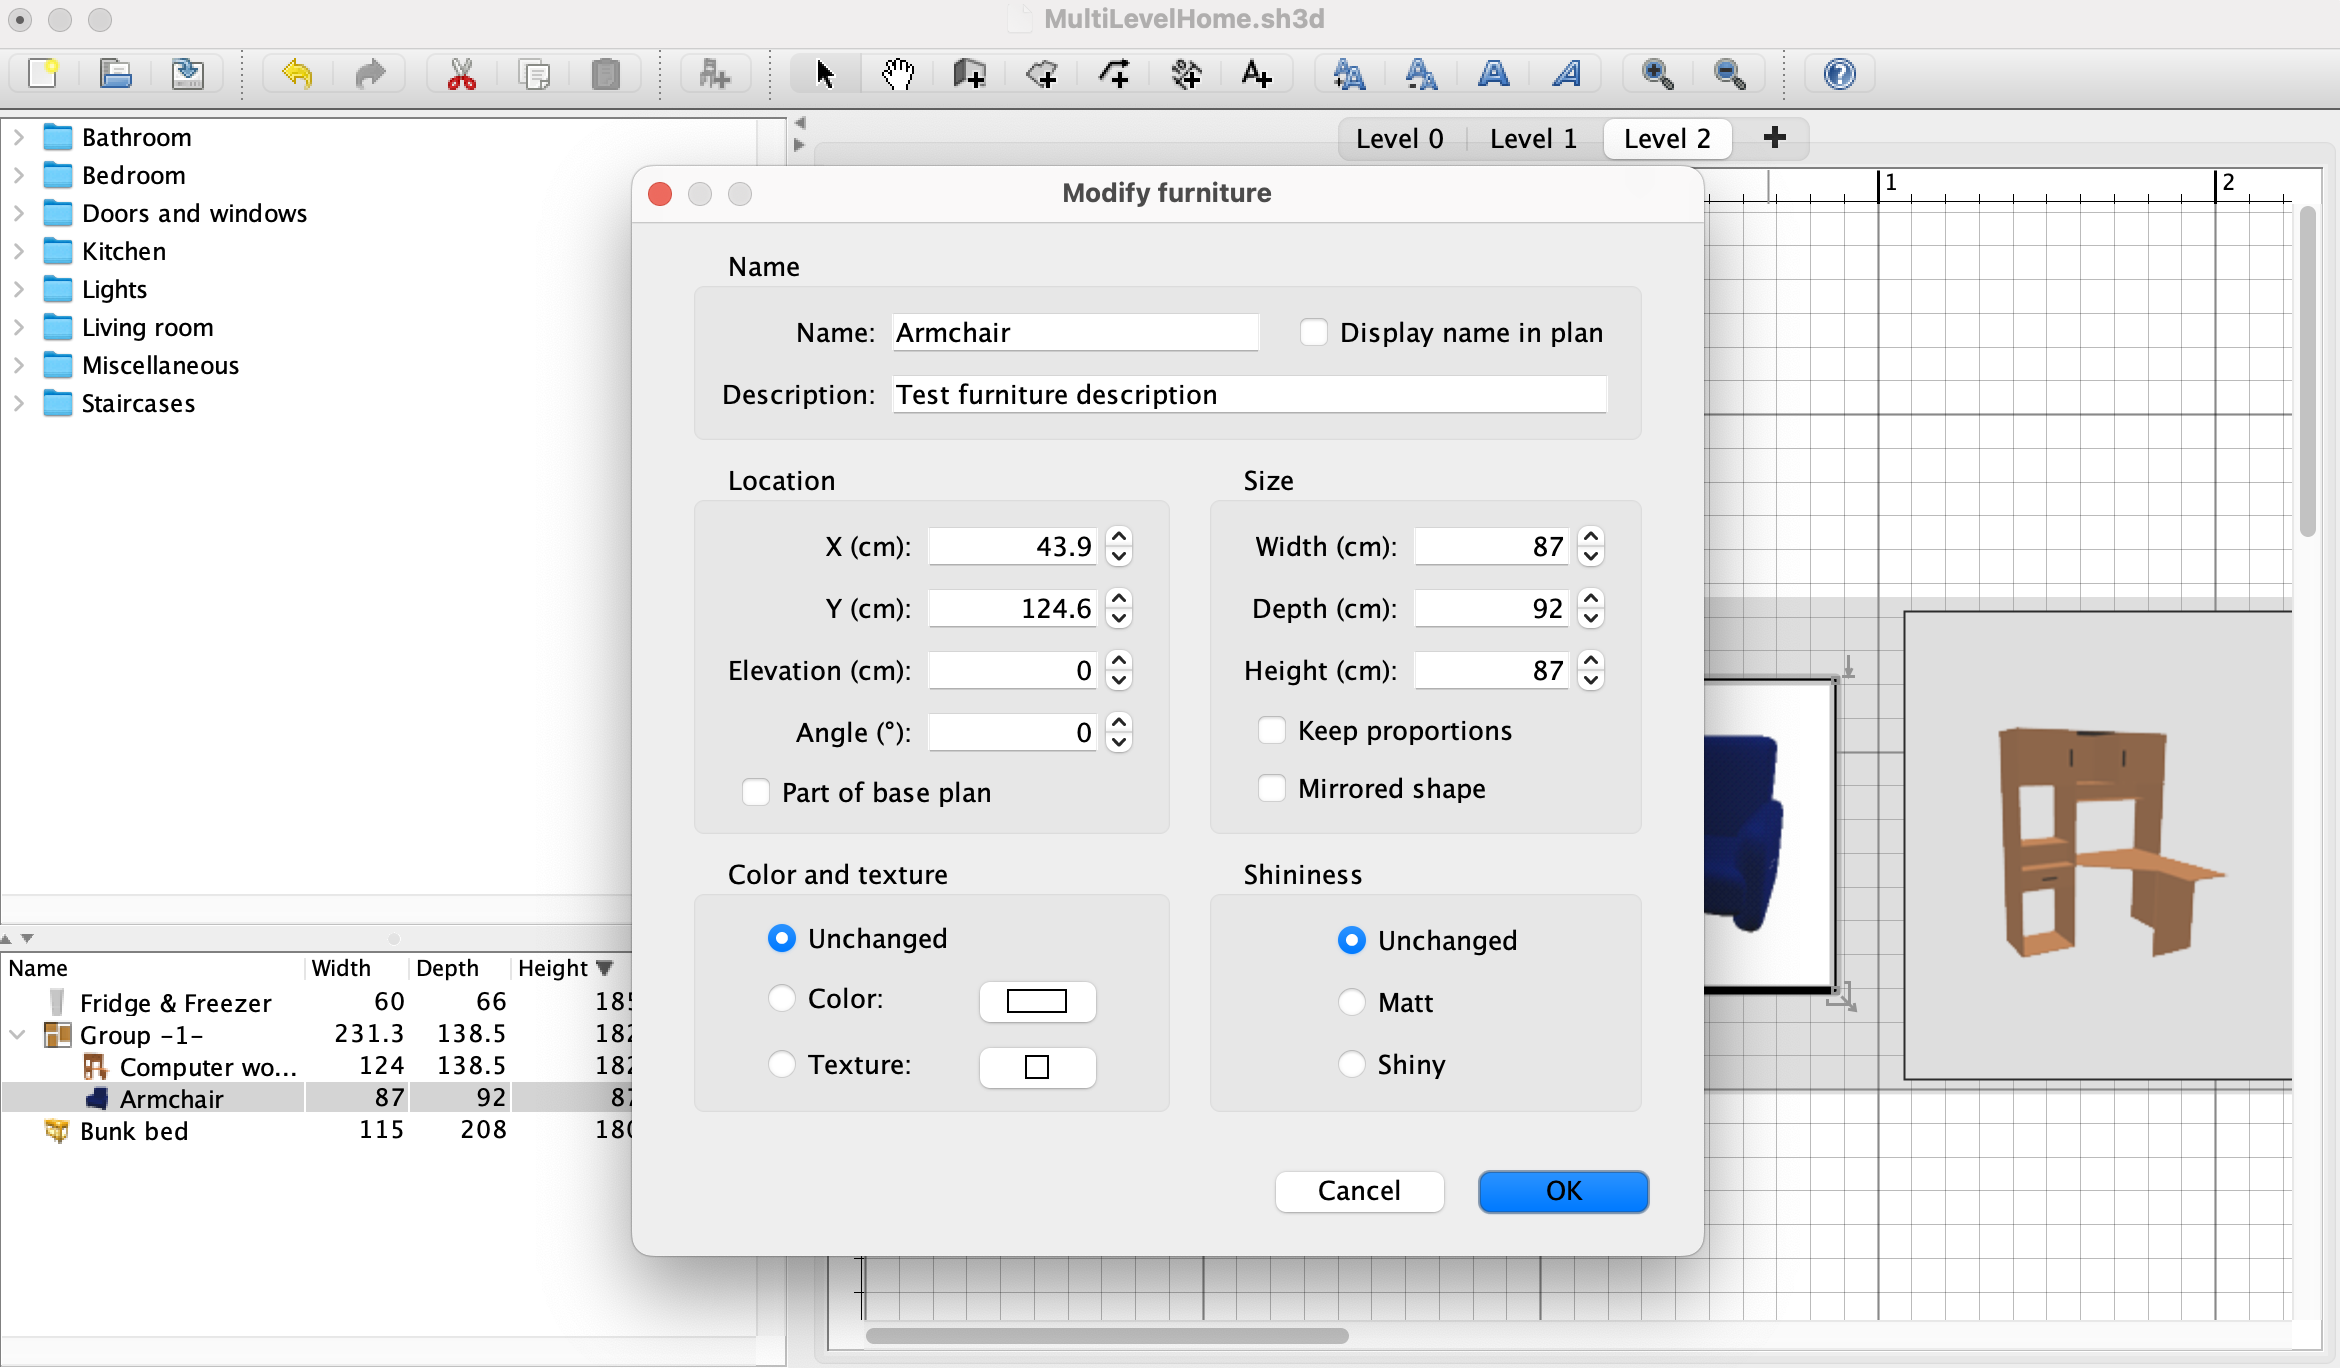 MultiLevelHome.sh3d
Bathroom
Bedroom
Doors and windows
Kitchen
Lights
Living room
Miscellaneous
Staircases
Level 0 Level 1 Level 2
1 2
Modify furniture
Name
Name: Armchair Display name in plan
Description: Test furniture description
Location
X (cm): 43.9
Y (cm): 124.6
Elevation (cm): 0
Angle (°): 0
Part of base plan
Size
Width (cm): 87
Depth (cm): 92
Height (cm): 87
Keep proportions
Mirrored shape
Color and texture
Unchanged
Color:
Texture:
Shininess
Unchanged
Matt
Shiny
Cancel OK
Name Width Depth Height
Fridge & Freezer 60 66
Group -1- 231.3 138.5
Computer wo... 124 138.5
Armchair 87 92 87
Bunk bed 115 208